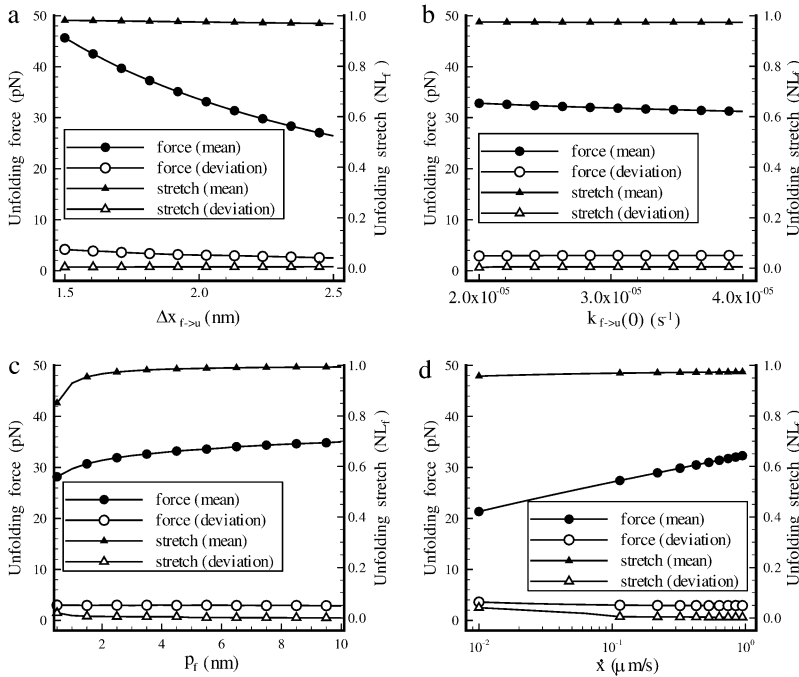 a
50
40
30
20
10
0
Unfolding force (pN)
1.0
0.8
0.6
0.4
0.2
0.0
Unfolding stretch (NLf)
force (mean)
force (deviation)
stretch (mean)
stretch (deviation)
1.5
2.0
2.5
Δx f->u (nm)
b
50
40
30
20
10
0
Unfolding force (pN)
1.0
0.8
0.6
0.4
0.2
0.0
Unfolding stretch (NLf)
force (mean)
force (deviation)
stretch (mean)
stretch (deviation)
2.0x10-05
3.0x10-05
4.0x10-05
k f->u(0) (s-1)
c
50
40
30
20
10
0
Unfolding force (pN)
1.0
0.8
0.6
0.4
0.2
0.0
Unfolding stretch (NLf)
force (mean)
force (deviation)
stretch (mean)
stretch (deviation)
2
4
6
8
10
pf (nm)
d
50
40
30
20
10
0
Unfolding force (pN)
1.0
0.8
0.6
0.4
0.2
0.0
Unfolding stretch (NLf)
force (mean)
force (deviation)
stretch (mean)
stretch (deviation)
10-2
10-1
100
ẋ (μm/s)